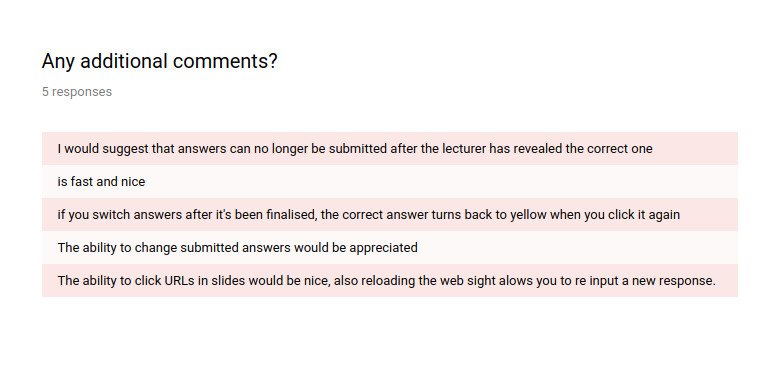 Any additional comments?
5 responses
I would suggest that answers can no longer be submitted after the lecturer has revealed the correct one
is fast and nice
if you switch answers after it's been finalised, the correct answer turns back to yellow when you click it again
The ability to change submitted answers would be appreciated
The ability to click URLs in slides would be nice, also reloading the web sight alows you to re input a new response.